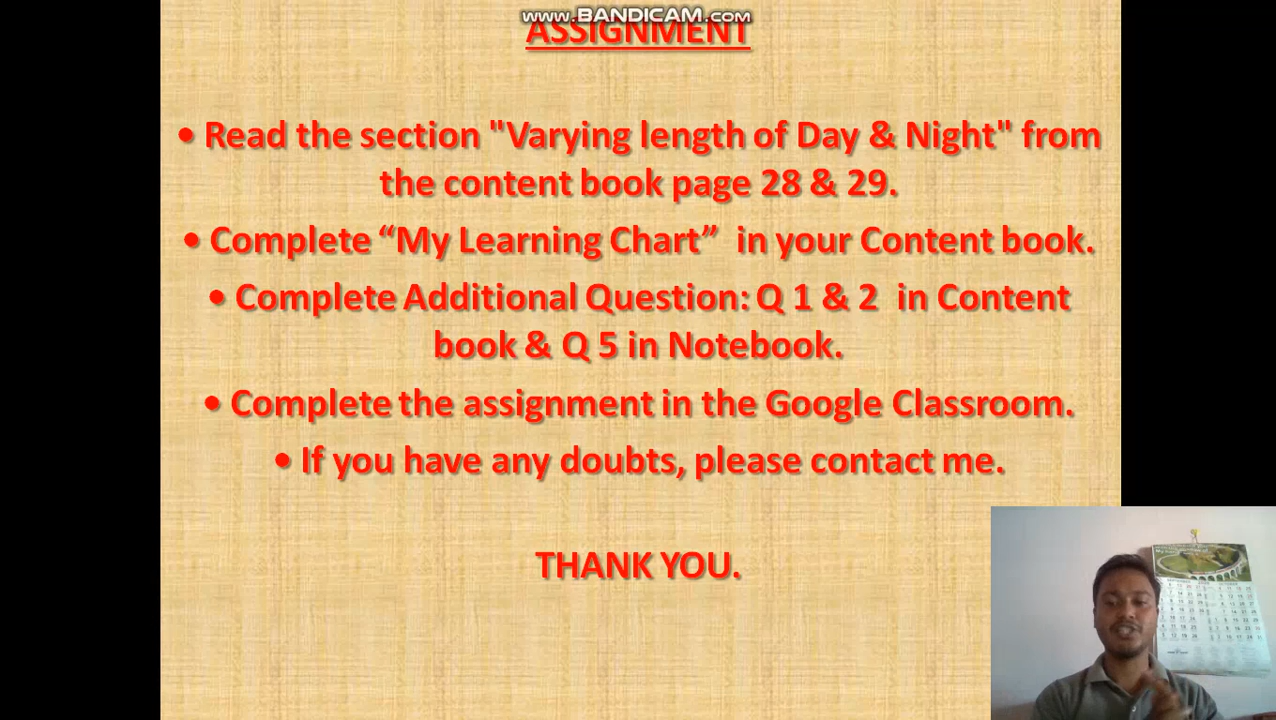 www.BANDICAM.com
ASSIGNMENT
• Read the section "Varying length of Day & Night" from
the content book page 28 & 29.
• Complete “My Learning Chart” in your Content book.
• Complete Additional Question: Q 1 & 2 in Content
book & Q 5 in Notebook.
• Complete the assignment in the Google Classroom.
• If you have any doubts, please contact me.
THANK YOU.